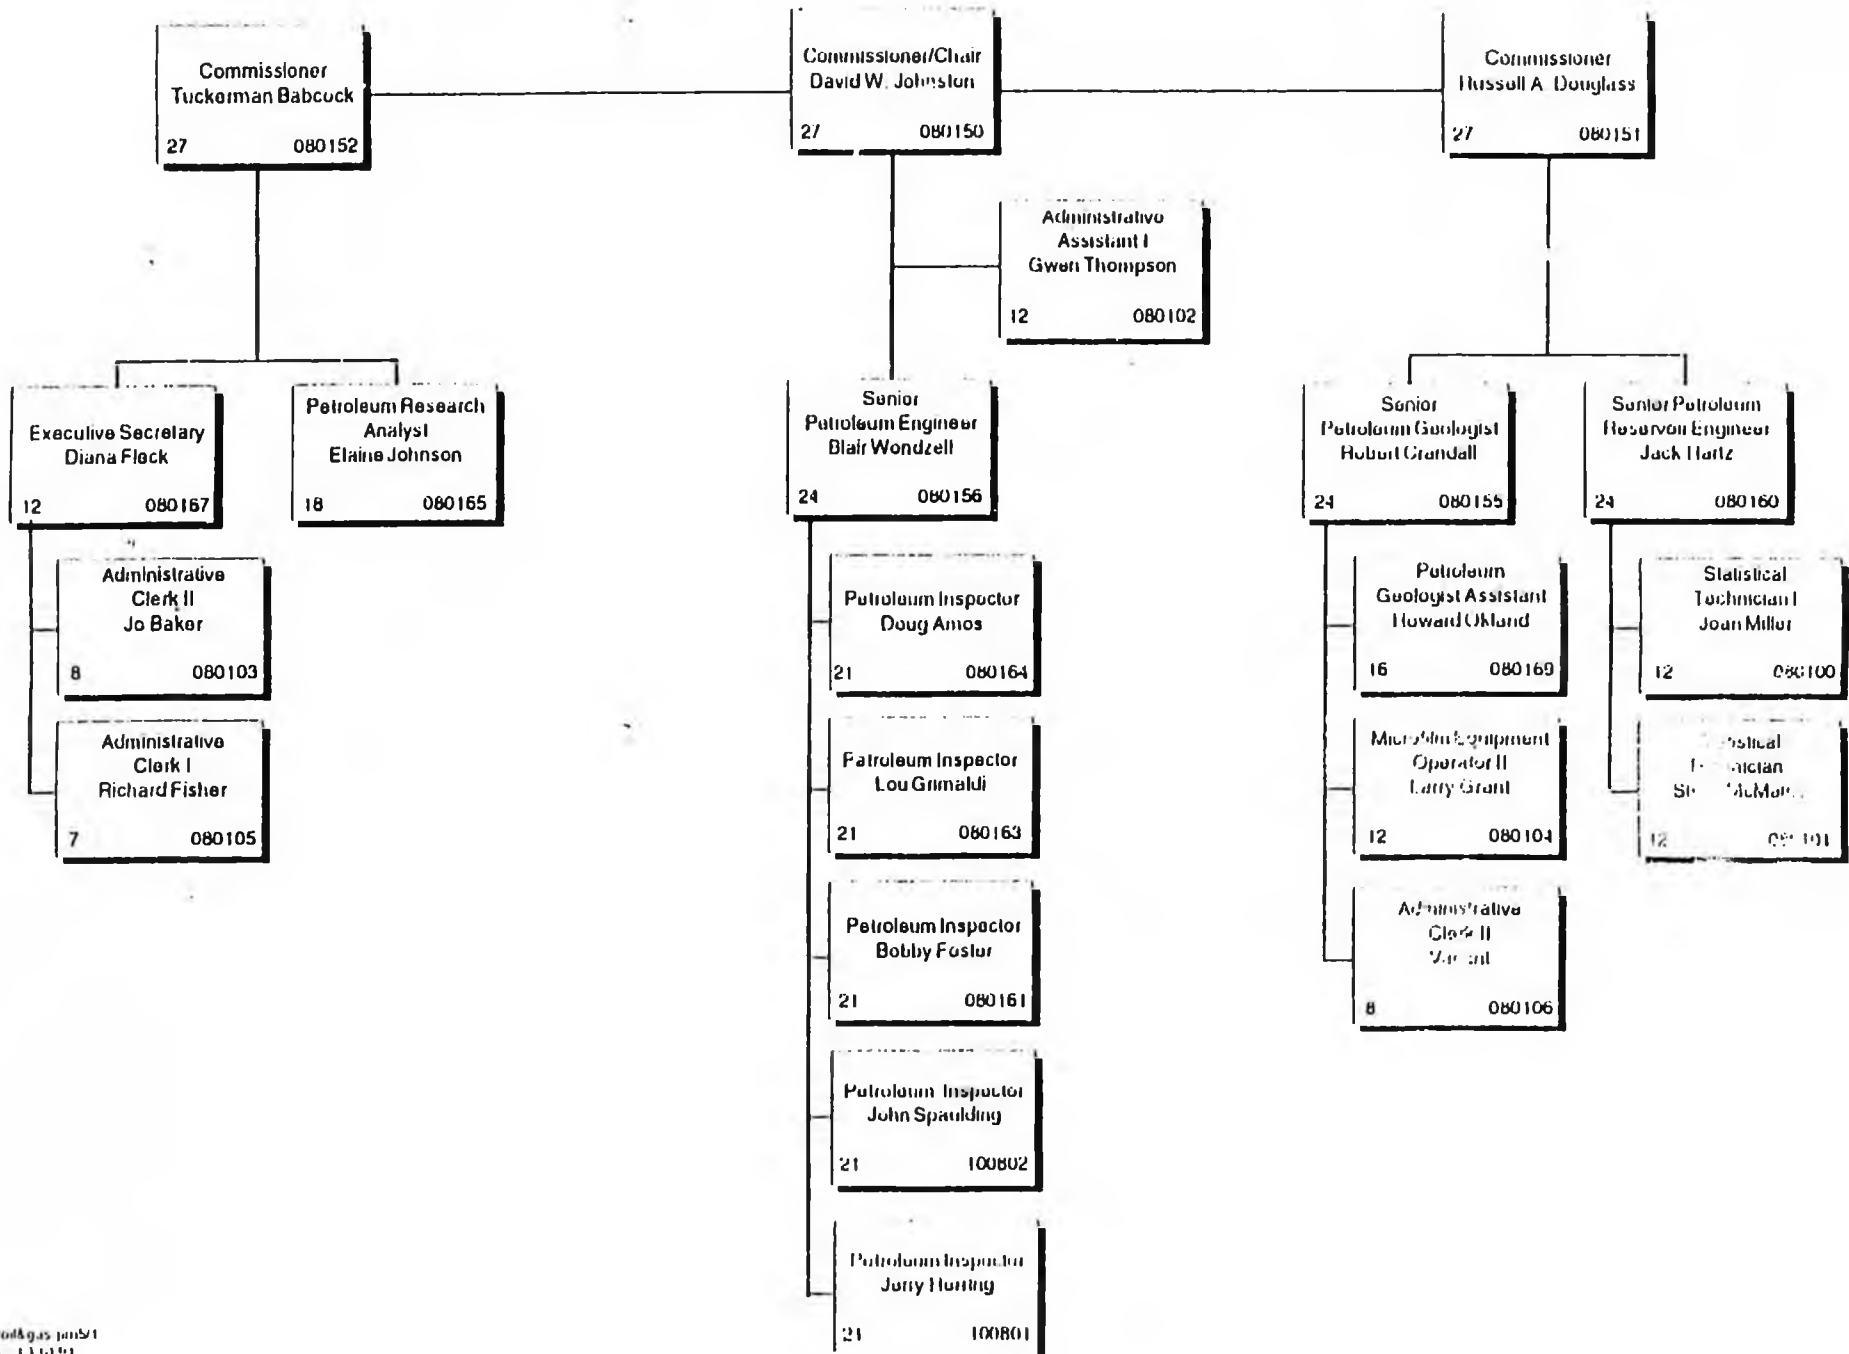 Commissioner
Tuckerman Babcock
27 080152
Commissioner/Chair
David W. Johnston
27 080150
Commissioner
Russell A. Douglass
27 080151
Administrative
Assistant I
Gwen Thompson
12 080102
Executive Secretary
Diana Fleck
12 080167
Petroleum Research
Analyst
Elaine Johnson
18 080165
Senior
Petroleum Engineer
Blair Wondzell
24 080156
Senior
Petroleum Geologist
Robert Crandall
24 080155
Senior Petroleum
Reservoir Engineer
Jack Hartz
24 080160
Administrative
Clerk II
Jo Baker
8 080103
Administrative
Clerk I
Richard Fisher
7 080105
Petroleum Inspector
Doug Amos
21 080164
Petroleum Inspector
Lou Grimaldi
21 080163
Petroleum Inspector
Bobby Foster
21 080161
Petroleum Inspector
John Spaulding
21 100802
Petroleum Inspector
Jerry Herring
21 100801
Petroleum
Geologist Assistant
Howard Okland
16 080169
Microfilm Equipment
Operator II
Larry Grant
12 080104
Administrative
Clerk II
Vacant
8 080106
Statistical
Technician I
Joan Miller
12 080100
Statistical
Technician
12 080101